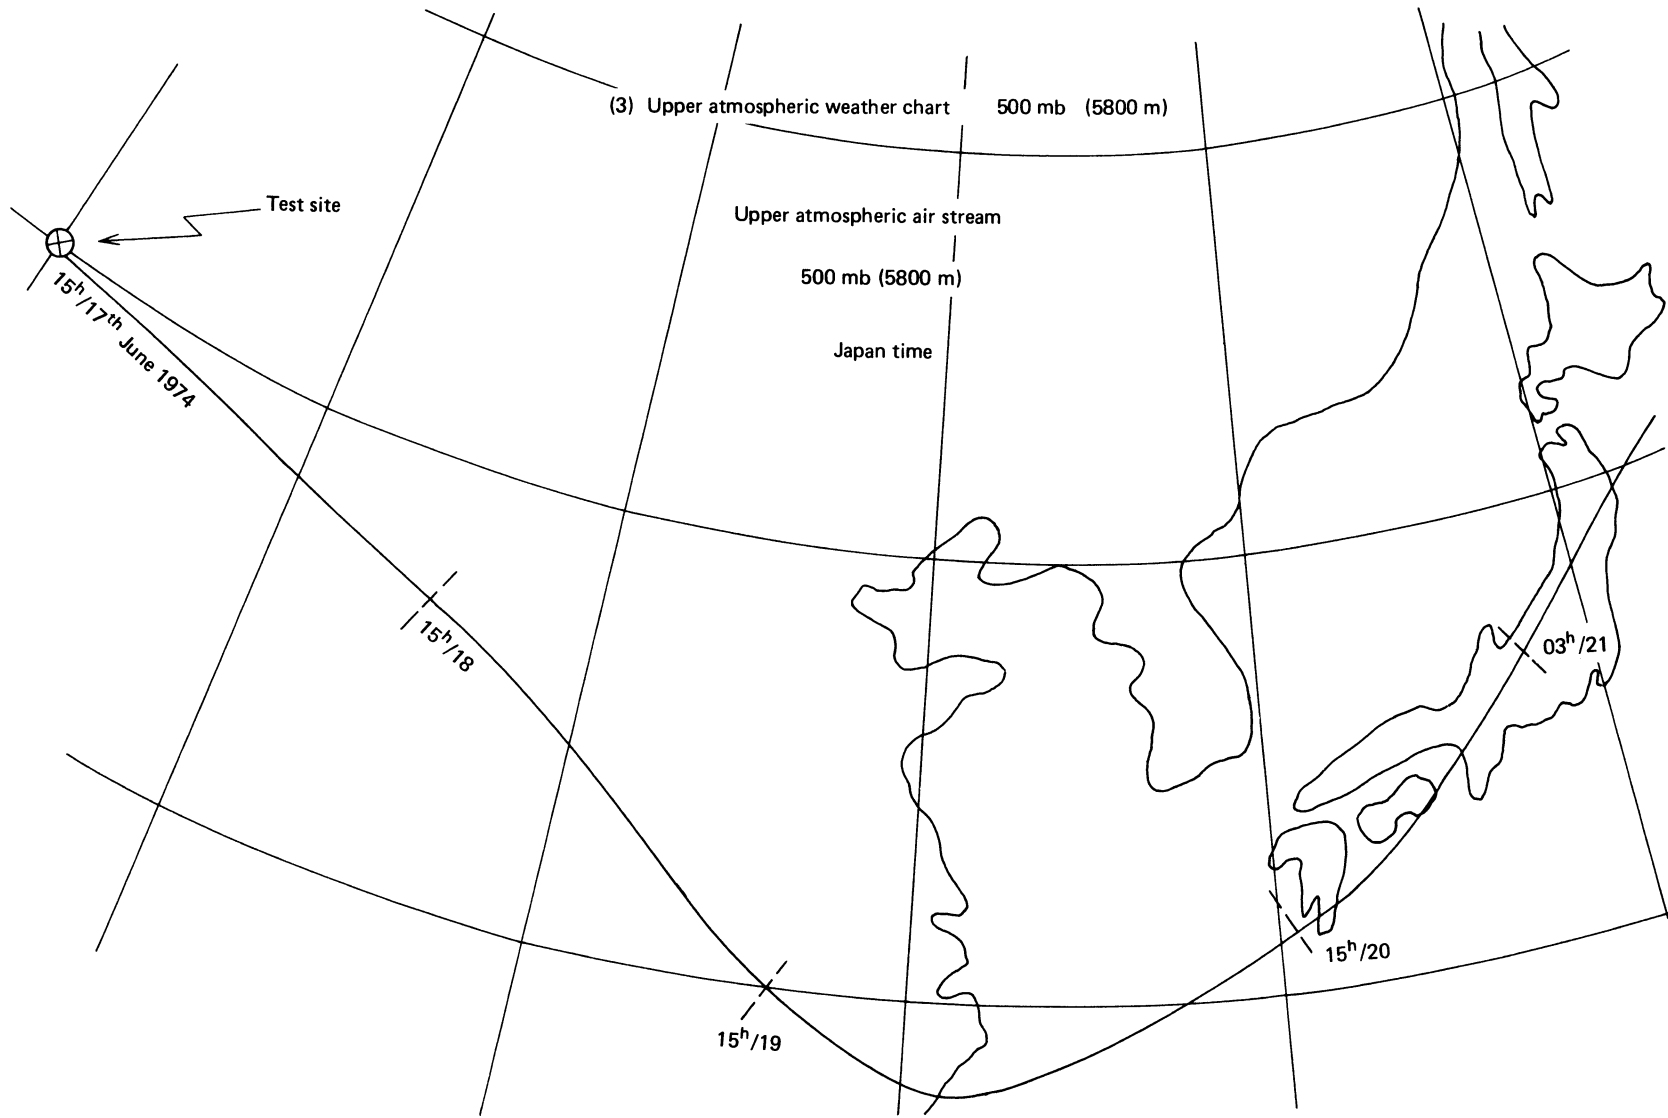 (3) Upper atmospheric weather chart 500 mb (5800 m)
Test site
Upper atmospheric air stream
500 mb (5800 m)
Japan time
15h/17th June 1974
15h/18
15h/19
15h/20
03h/21